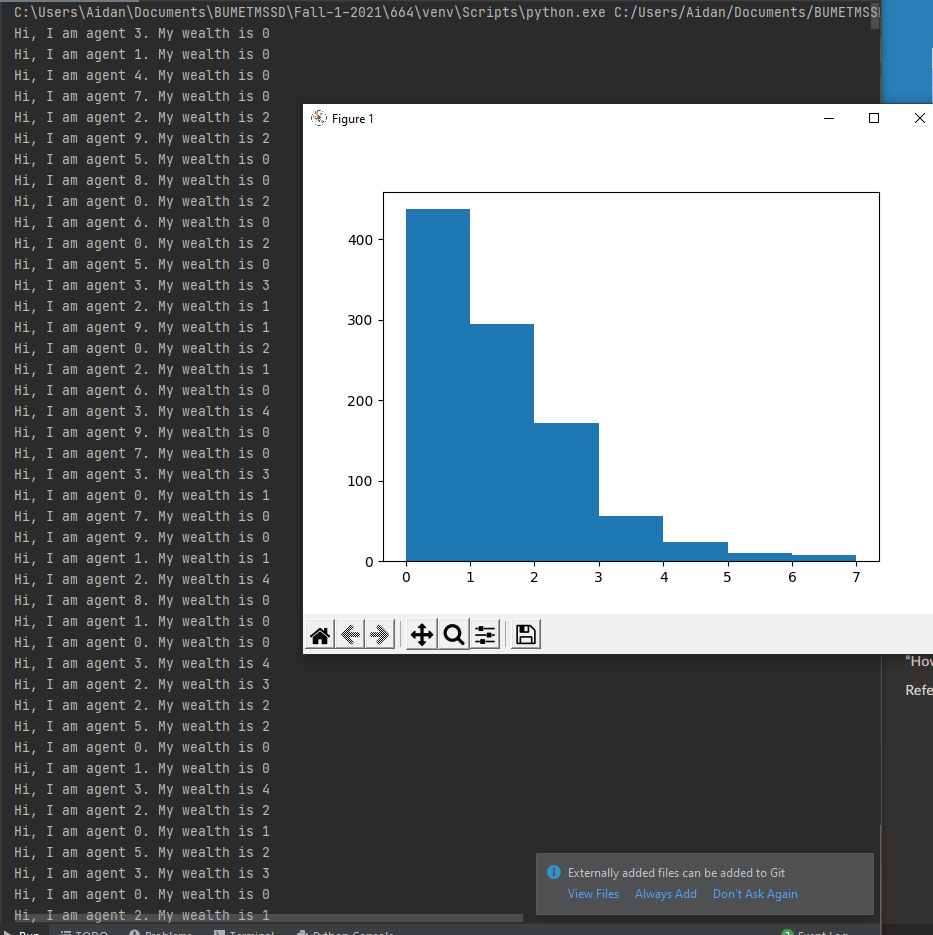 C:\Users\Aidan\Documents\BUMETMSSD\Fall-1-2021\664\venv\Scripts\python.exe C:/Users/Aidan/Documents/BUMETMSS
Hi, I am agent 3. My wealth is 0
Hi, I am agent 1. My wealth is 0
Hi, I am agent 4. My wealth is 0
Hi, I am agent 7. My wealth is 0
Hi, I am agent 2. My wealth is 2
Hi, I am agent 9. My wealth is 2
Hi, I am agent 5. My wealth is 0
Hi, I am agent 8. My wealth is 0
Hi, I am agent 0. My wealth is 2
Hi, I am agent 6. My wealth is 0
Hi, I am agent 0. My wealth is 2
Hi, I am agent 5. My wealth is 0
Hi, I am agent 3. My wealth is 3
Hi, I am agent 2. My wealth is 1
Hi, I am agent 9. My wealth is 1
Hi, I am agent 0. My wealth is 2
Hi, I am agent 2. My wealth is 1
Hi, I am agent 6. My wealth is 0
Hi, I am agent 3. My wealth is 4
Hi, I am agent 9. My wealth is 0
Hi, I am agent 7. My wealth is 0
Hi, I am agent 3. My wealth is 3
Hi, I am agent 0. My wealth is 1
Hi, I am agent 7. My wealth is 0
Hi, I am agent 9. My wealth is 0
Hi, I am agent 1. My wealth is 1
Hi, I am agent 2. My wealth is 4
Hi, I am agent 8. My wealth is 0
Hi, I am agent 1. My wealth is 0
Hi, I am agent 0. My wealth is 0
Hi, I am agent 3. My wealth is 4
Hi, I am agent 2. My wealth is 3
Hi, I am agent 2. My wealth is 2
Hi, I am agent 5. My wealth is 2
Hi, I am agent 0. My wealth is 0
Hi, I am agent 1. My wealth is 0
Hi, I am agent 3. My wealth is 4
Hi, I am agent 2. My wealth is 2
Hi, I am agent 0. My wealth is 1
Hi, I am agent 5. My wealth is 2
Hi, I am agent 3. My wealth is 3
Hi, I am agent 0. My wealth is 0
Hi, I am agent 2. My wealth is 1
Figure 1
400
300
200
100
0
0 1 2 3 4 5 6 7
“How
Refe
Externally added files can be added to Git
View Files Always Add Don't Ask Again
Run TODO Problems Terminal Python Console Event Log